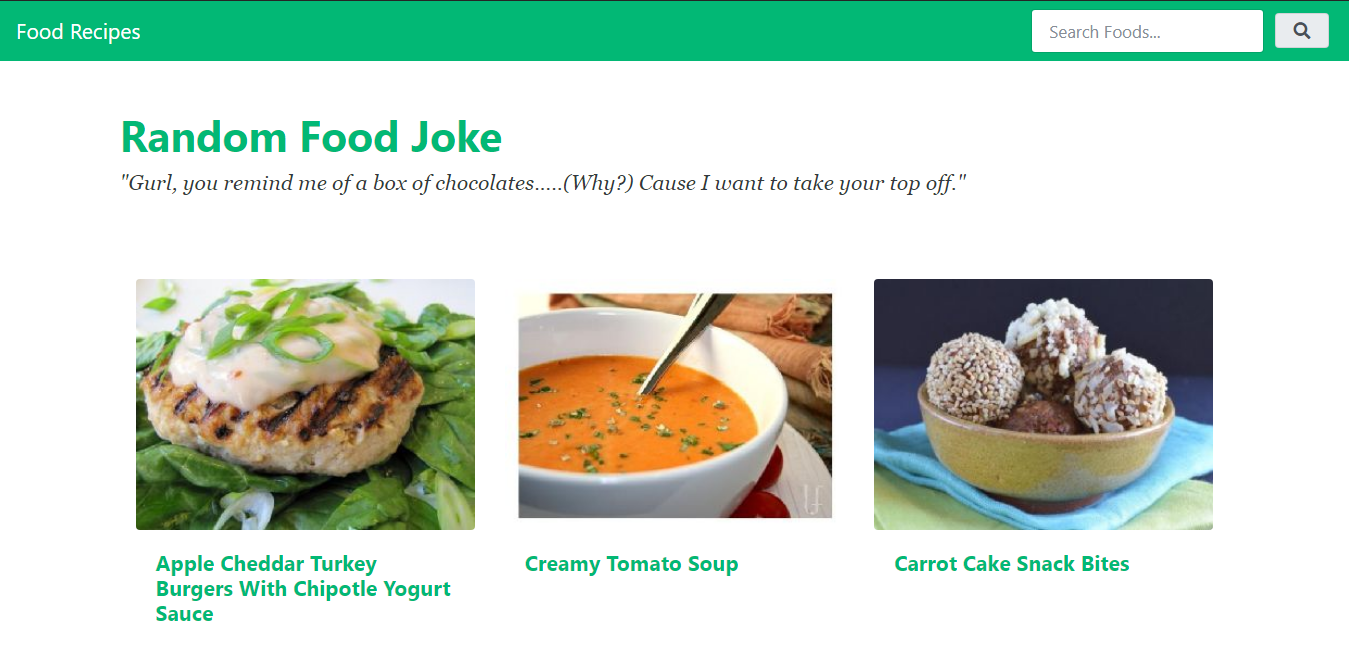 Food Recipes
Search Foods...
Random Food Joke
"Gurl, you remind me of a box of chocolates.....(Why?) Cause I want to take your top off."
lf
Apple Cheddar Turkey
Burgers With Chipotle Yogurt
Sauce
Creamy Tomato Soup
Carrot Cake Snack Bites